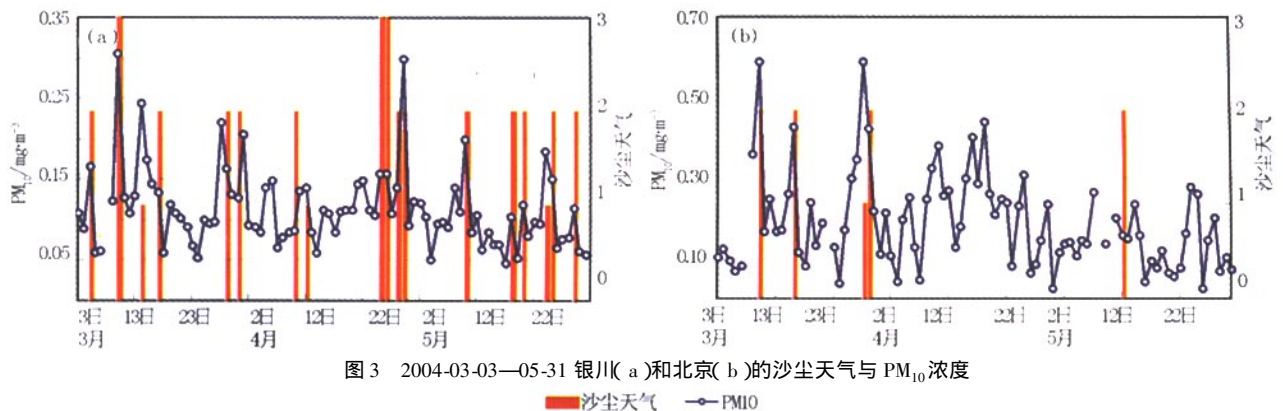 (a)
0.35
0.25
0.15
0.05
PM₁₀/mg·m⁻³
3
2
1
0
沙尘天气
3日 13日 23日 2日 12日 22日 2日 12日 22日
3月 4月 5月
(b)
0.70
0.50
0.30
0.10
PM₁₀/mg·m⁻³
3
2
1
0
沙尘天气
3日 13日 23日 2日 12日 22日 2日 12日 22日
3月 4月 5月
图 3 2004-03-03—05-31 银川(a)和北京(b)的沙尘天气与 PM₁₀浓度
沙尘天气 PM10